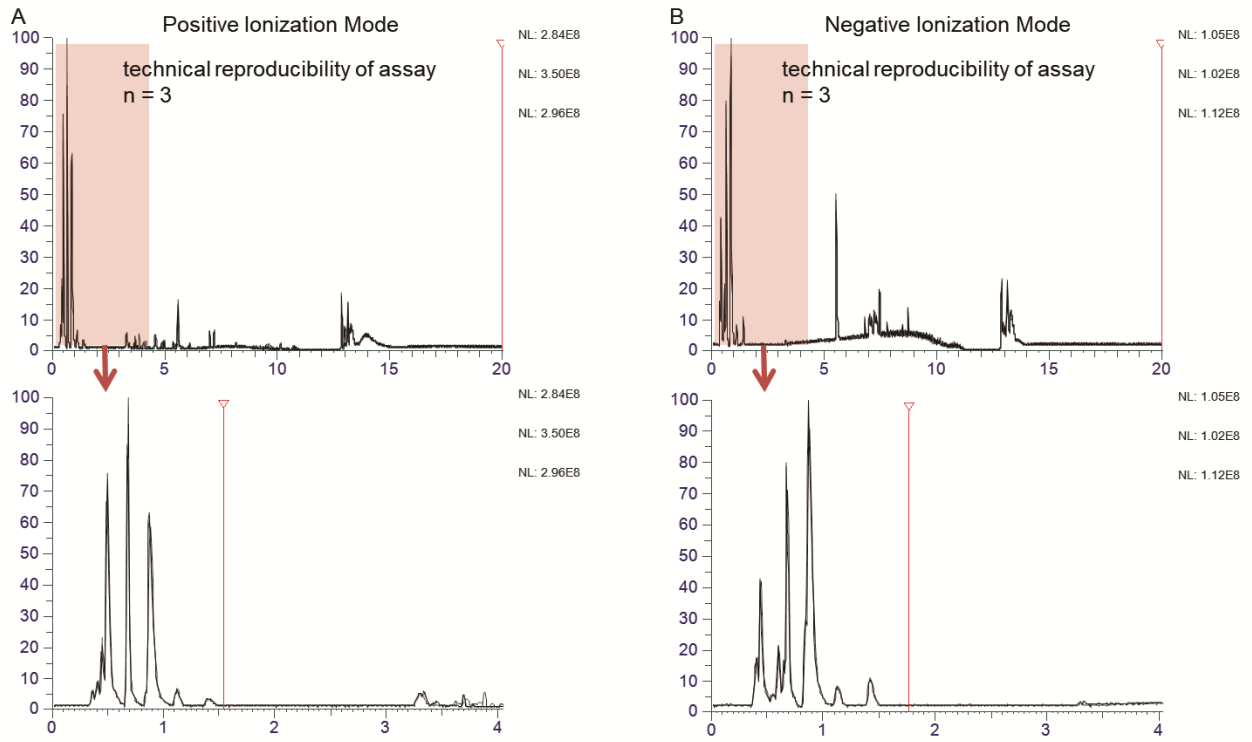 A
Positive Ionization Mode
100
90
80
70
60
50
40
30
20
10
0
technical reproducibility of assay
n = 3
NL: 2.84E8
NL: 3.50E8
NL: 2.96E8
0 5 10 15 20
100
90
80
70
60
50
40
30
20
10
0
NL: 2.84E8
NL: 3.50E8
NL: 2.96E8
0 1 2 3 4
B
Negative Ionization Mode
100
90
80
70
60
50
40
30
20
10
0
technical reproducibility of assay
n = 3
NL: 1.05E8
NL: 1.02E8
NL: 1.12E8
0 5 10 15 20
100
90
80
70
60
50
40
30
20
10
0
NL: 1.05E8
NL: 1.02E8
NL: 1.12E8
0 1 2 3 4